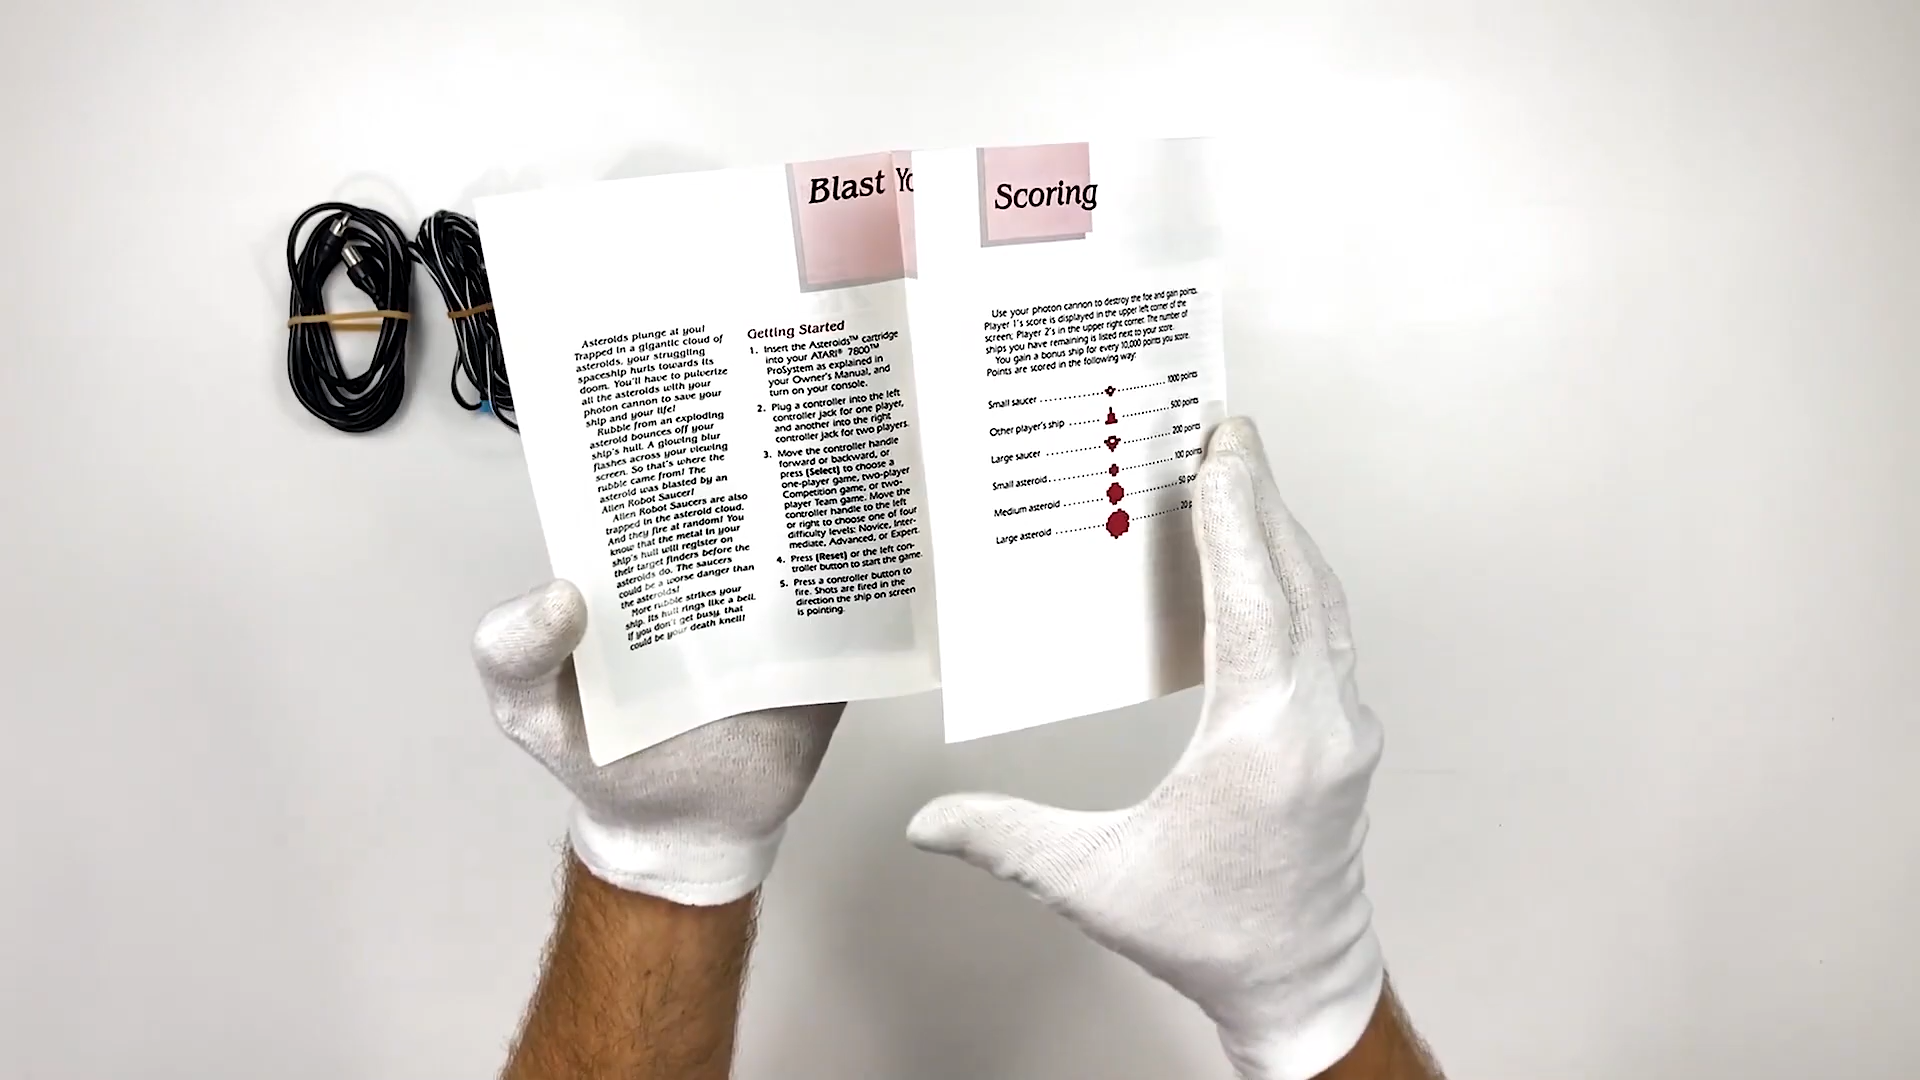 Blast Yo
Asteroids plunge at you!
Trapped in a gigantic cloud of
asteroids, your struggling
spaceship hurls towards its
doom. You'll have to pulverize
all the asteroids with your
photon cannon to save your
ship and your life!
Rubble from an exploding
asteroid bounces off your
ship's hull. A glowing blur
flashes across your viewing
screen. So that's where the
rubble came from! The
asteroid was blasted by an
Alien Robot Saucer!
Alien Robot Saucers are also
trapped in the asteroid cloud.
And they fire at random! You
know that the metal in your
ship's hull will register on
their target finders before the
asteroids do. The saucers
could be a worse danger than
the asteroids!
More rubble strikes your
ship. Its hull rings like a bell.
If you don't get busy, that
could be your death knell!
Getting Started
1. Insert the Asteroids™ cartridge
into your ATARI® 7800™
ProSystem as explained in
your Owner's Manual, and
turn on your console.
2. Plug a controller into the left
controller jack for one player,
and another into the right
controller jack for two players.
3. Move the controller handle
forward or backward, or
press (Select) to choose a
one-player game, two-player
Competition game, or two-
player Team game. Move the
controller handle to the left
or right to choose one of four
difficulty levels: Novice, Inter-
mediate, Advanced, or Expert.
4. Press (Reset) or the left con-
troller button to start the game.
5. Press a controller button to
fire. Shots are fired in the
direction the ship on screen
is pointing.
Scoring
Use your photon cannon to destroy the foe and gain points.
Player 1's score is displayed in the upper left corner of the
screen; Player 2's in the upper right corner. The number of
ships you have remaining is listed next to your score.
You gain a bonus ship for every 10,000 points you score.
Points are scored in the following way:
Small saucer ................ 1000 points
Other player's ship ................ 500 points
Large saucer ................ 200 points
Small asteroid ................ 100 points
Medium asteroid ................ 50 poin
Large asteroid ................ 20 p